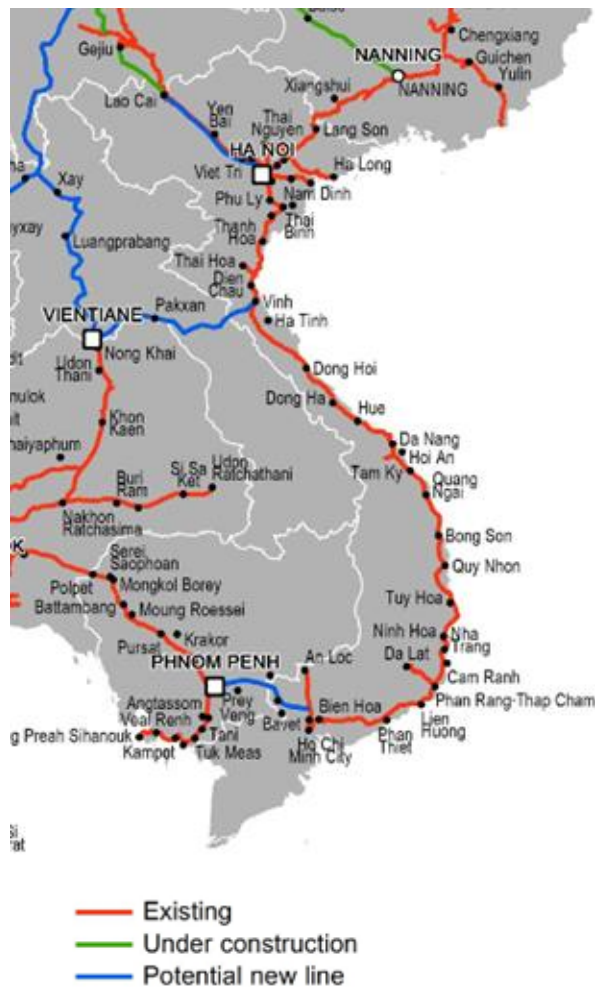 Chengxiang
Gejiu
NANNING
Guichen
Yulin
Xiangshui
NANNING
Lao Cai
Yen
Bai
Thai
Nguyen
Lang Son
HA NOI
Viet Tri
Ha Long
Xay
Nam Dinh
Phu Ly
Thanh
Hoa
Thai
Binh
yxay
Luangprabang
Thai Hoa
Dien
Chau
Vinh
Pakxan
VIENTIANE
Ha Tinh
Nong Khai
Udon
Thani
Dong Hoi
Dong Ha
Hue
Khon
Kaen
Da Nang
Hoi An
haiyaphum
Tam Ky
Buri
Ram
Si Sa
Ket
Udon
Ratchathani
Quang
Ngai
Nakhon
Ratchasima
Bong Son
OK
Serei
Saophoan
Polpet
Mongkol Borey
Quy Nhon
Battambang
Moung Roessei
Tuy Hoa
Krakor
Pursat
Ninh Hoa
Nha
Trang
PHNOM PENH
An Loc
Da Lat
Cam Ranh
Prey
Veng
Angtassom
Veal Renh
Bavet
Bien Hoa
Phan Rang-Thap Cham
Lien
Huong
Tani
g Preah Sihanouk
Kampot
Tuk Meas
Ho Chi
Minh City
Phan
Thiet
Existing
Under construction
Potential new line